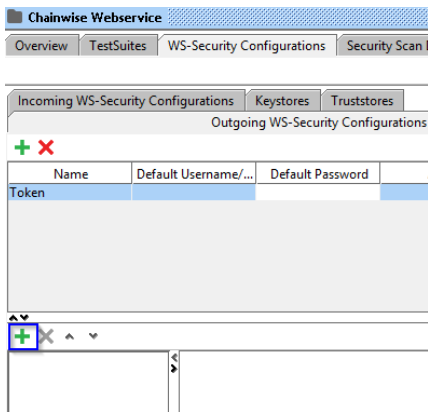 Chainwise Webservice
Overview TestSuites WS-Security Configurations Security Scan
Incoming WS-Security Configurations Keystores Truststores
Outgoing WS-Security Configurations
Name Default Username/... Default Password
Token